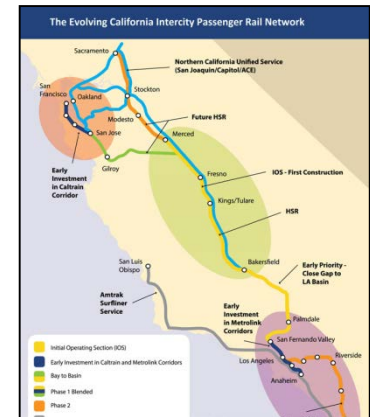 The Evolving California Intercity Passenger Rail Network
Sacramento
Northern California Unified Service
(San Joaquin/Capitol/ACE)
San
Francisco
Oakland
Stockton
Modesto
Future HSR
San Jose
Merced
Early
Investment
in Caltrain
Corridor
Gilroy
Fresno
IOS - First Construction
Kings/Tulare
HSR
San Luis
Obispo
Bakersfield
Early Priority -
Close Gap to
LA Basin
Amtrak
Surfliner
Service
Early
Investment
in Metrolink
Corridors
Palmdale
San Fernando Valley
Los Angeles
Riverside
Anaheim
Initial Operating Section (IOS)
Early Investment in Caltrain and Metrolink Corridors
Bay to Basin
Phase 1 Blended
Phase 2